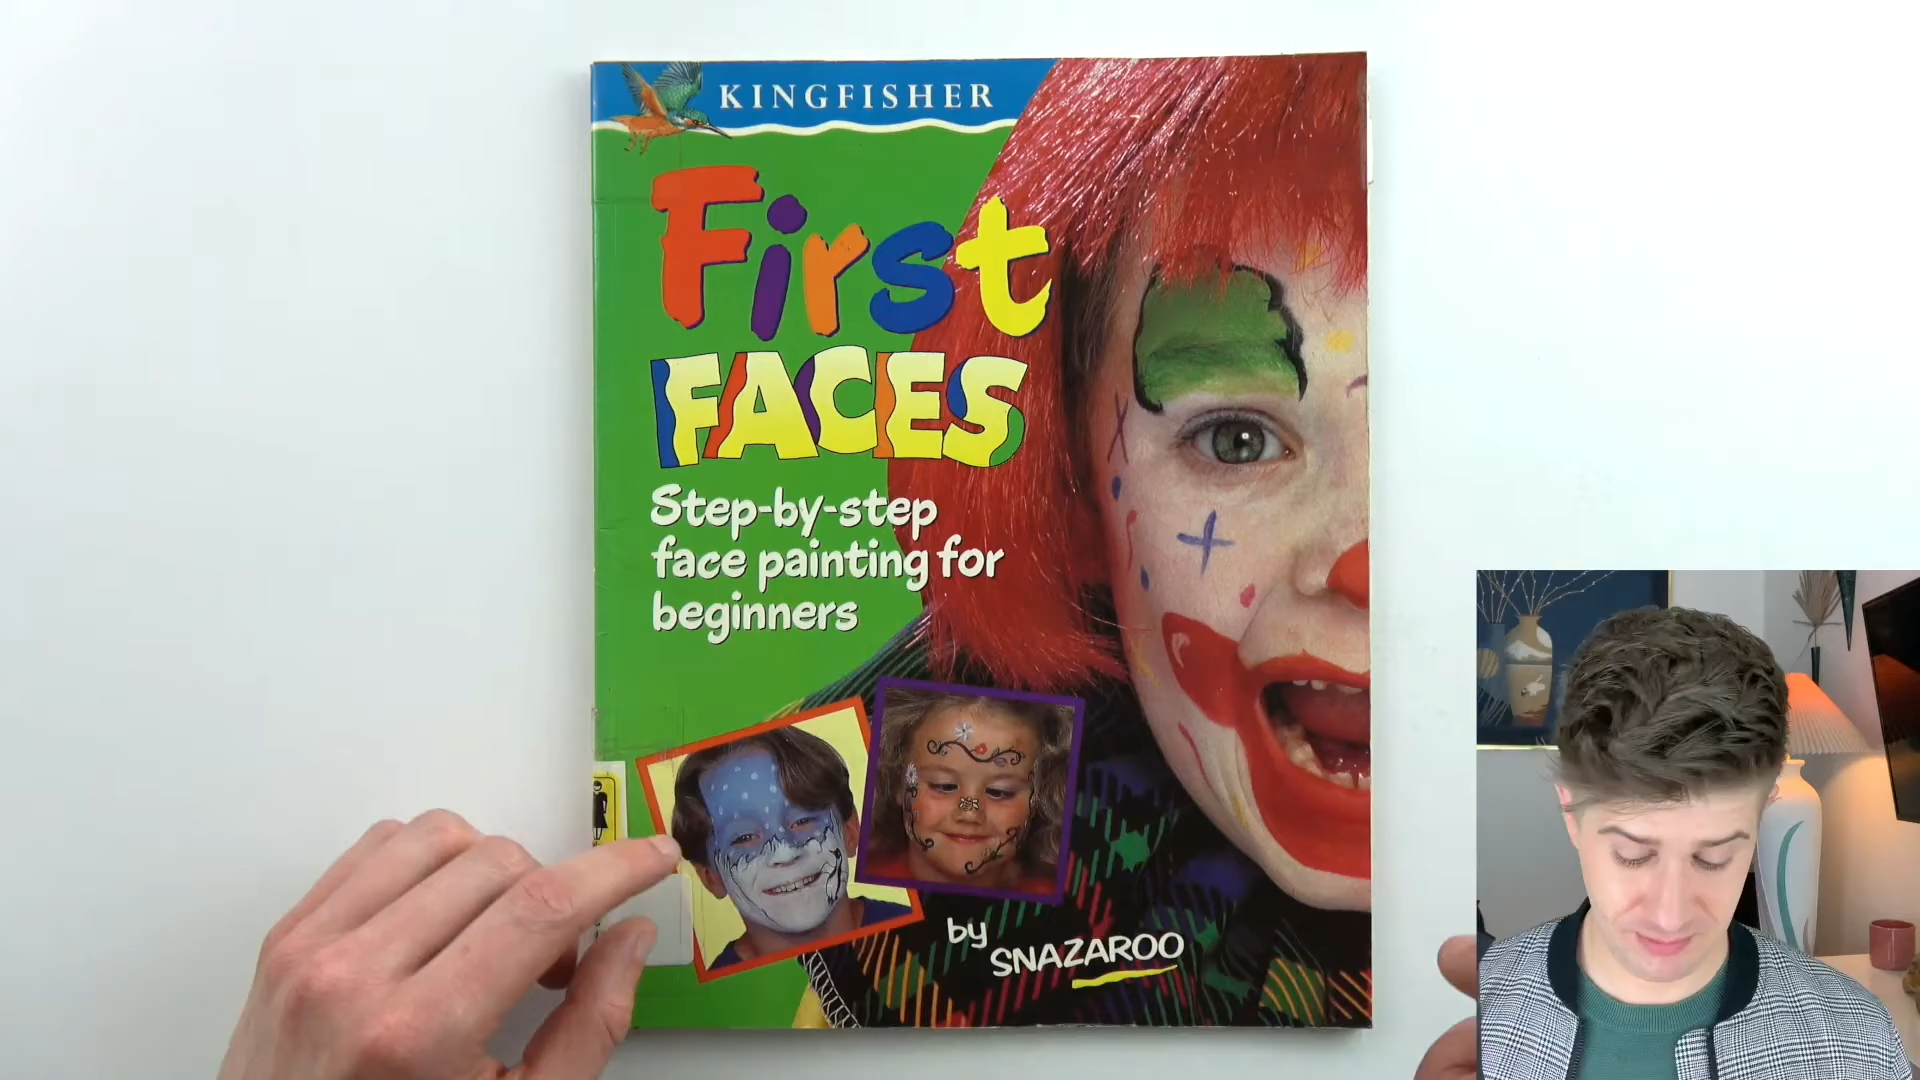 KINGFISHER
First
FACES
Step-by-step
face painting for
beginners
by
SNAZAROO